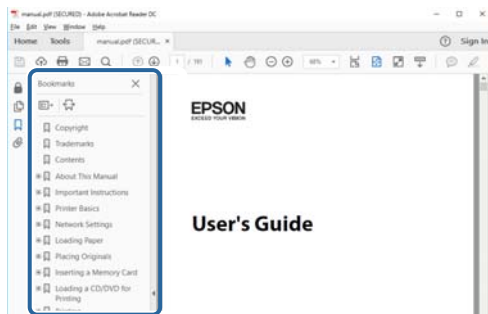 manual.pdf (SECURED) - Adobe Acrobat Reader DC
File Edit View Window Help
Home Tools manual.pdf (SECUR... ×
Sign In
Bookmarks
Copyright
Trademarks
Contents
About This Manual
Important Instructions
Printer Basics
Network Settings
Loading Paper
Placing Originals
Inserting a Memory Card
Loading a CD/DVD for
Printing
EPSON
EXCEED YOUR VISION
User's Guide